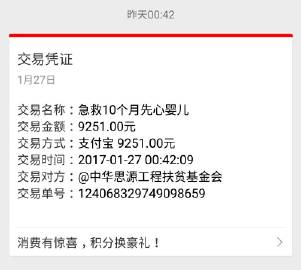 昨天00:42
交易凭证
1月27日
交易名称：急救10个月先心婴儿
交易金额：9251.00元
交易方式：支付宝 9251.00元
交易时间：2017-01-27 00:42:09
交易对方：@中华思源工程扶贫基金会
交易单号：124068329749098659
消费有惊喜，积分换豪礼！